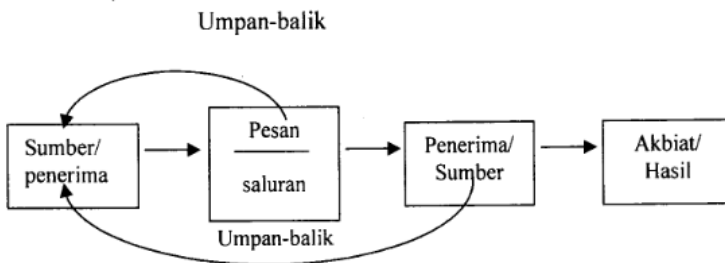 Umpan-balik
Sumber/
penerima
Pesan
saluran
Penerima/
Sumber
Akbiat/
Hasil
Umpan-balik